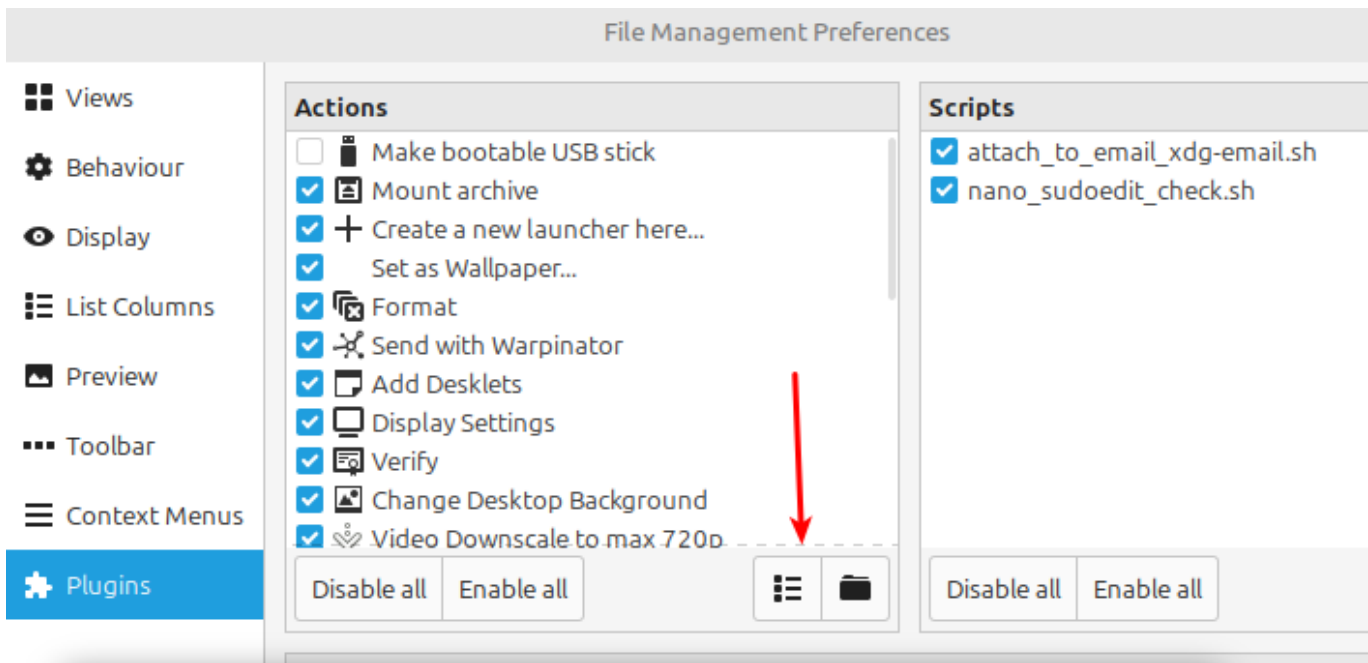 File Management Preferences
Views
Behaviour
Display
List Columns
Preview
Toolbar
Context Menus
Plugins
Actions
Make bootable USB stick
Mount archive
Create a new launcher here...
Set as Wallpaper...
Format
Send with Warpinator
Add Desklets
Display Settings
Verify
Change Desktop Background
Video Downscale to max 720p
Disable all Enable all
Scripts
attach_to_email_xdg-email.sh
nano_sudoedit_check.sh
Disable all Enable all